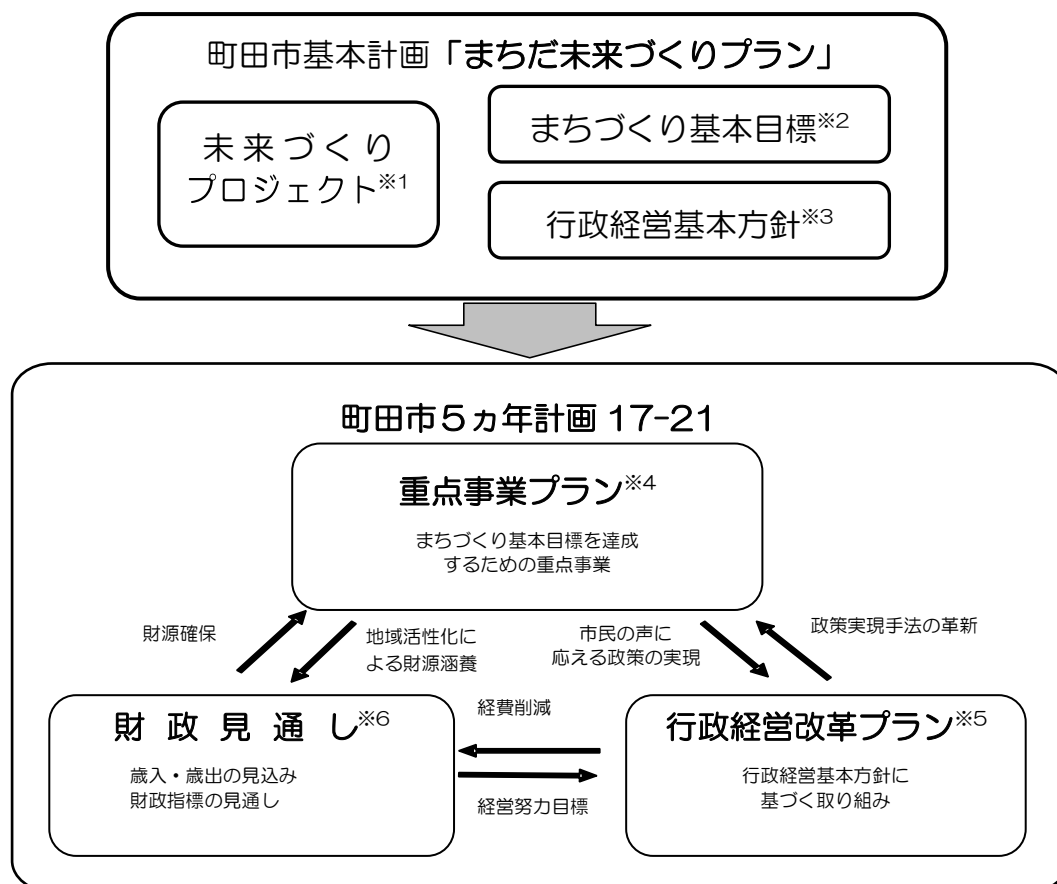 町田市基本計画「まちだ未来づくりプラン」
未来づくり
プロジェクト※1
まちづくり基本目標※2
行政経営基本方針※3
町田市5ヵ年計画 17-21
重点事業プラン※4
まちづくり基本目標を達成
するための重点事業
財源確保
地域活性化に
よる財源涵養
市民の声に
応える政策の実現
政策実現手法の革新
財政見通し※6
歳入・歳出の見込み
財政指標の見通し
経費削減
経営努力目標
行政経営改革プラン※5
行政経営基本方針に
基づく取り組み